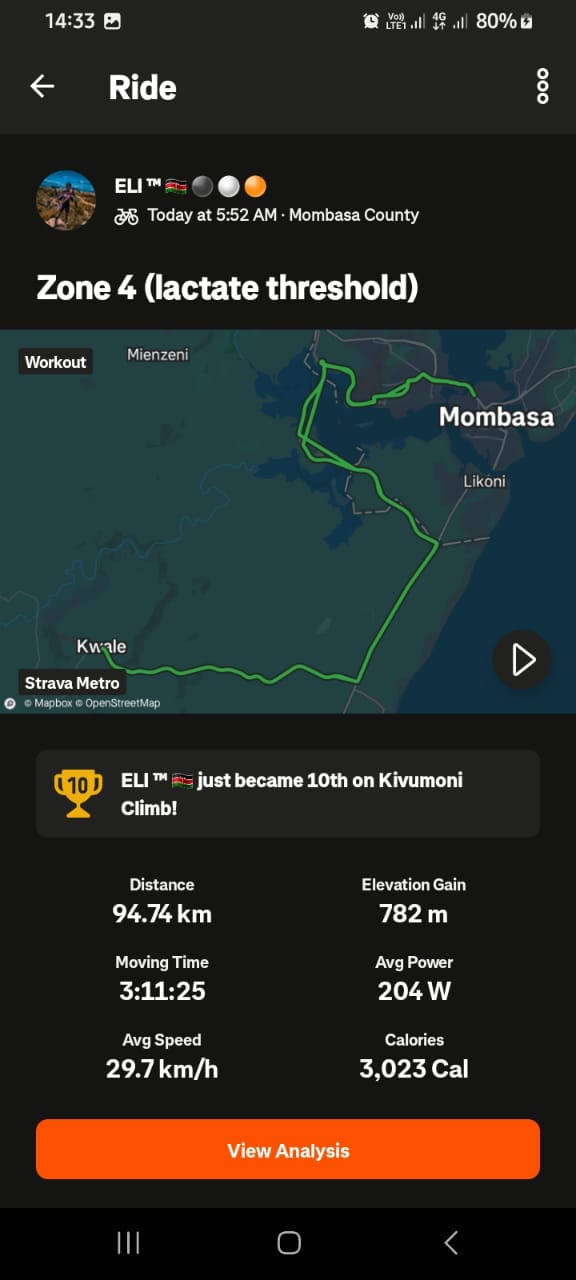 14:33
Vo)) LTE1 4G 80%
Ride
ELI ™ 🇰🇪⚫⚪🟠
Today at 5:52 AM · Mombasa County
Zone 4 (lactate threshold)
Workout
Mienzeni
Mombasa
Likoni
Kwale
Strava Metro
© Mapbox © OpenStreetMap
10
ELI ™ 🇰🇪 just became 10th on Kivumoni
Climb!
Distance
Elevation Gain
94.74 km
782 m
Moving Time
Avg Power
3:11:25
204 W
Avg Speed
Calories
29.7 km/h
3,023 Cal
View Analysis